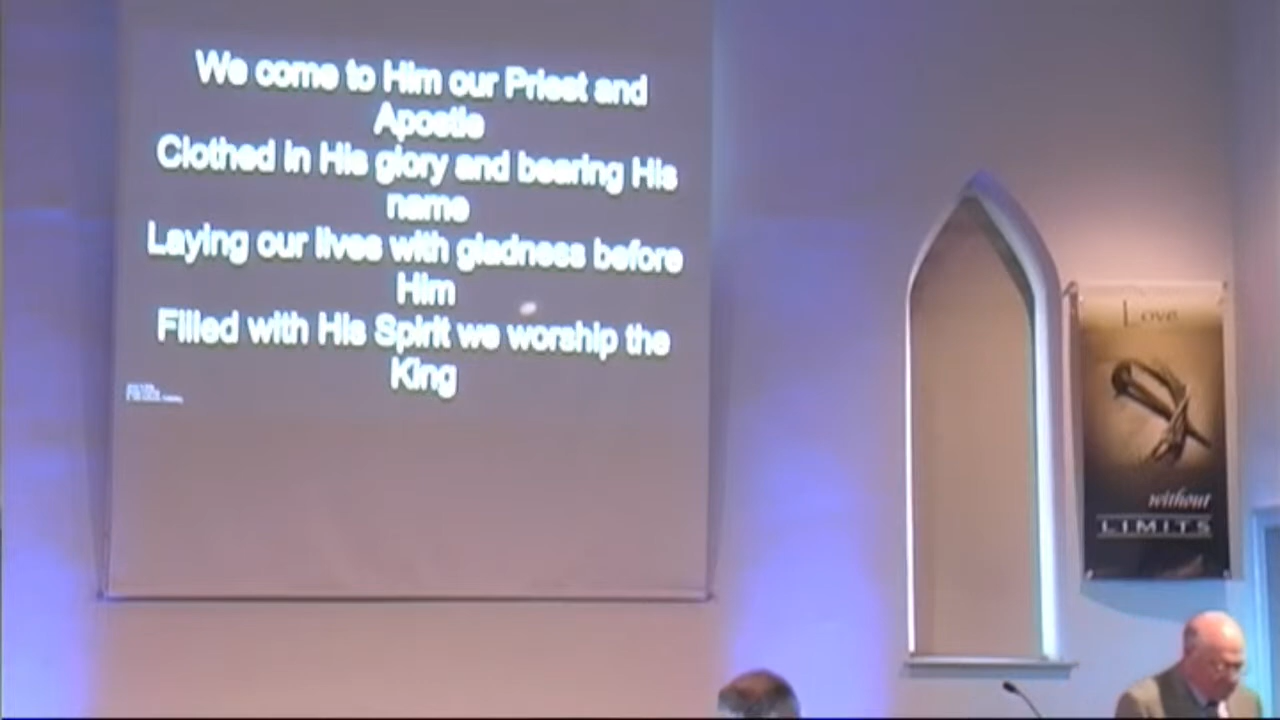 We come to Him our Priest and
Apostle
Clothed in His glory and bearing His
name
Laying our lives with gladness before
Him
Filled with His Spirit we worship the
King
Love
without
LIMITS